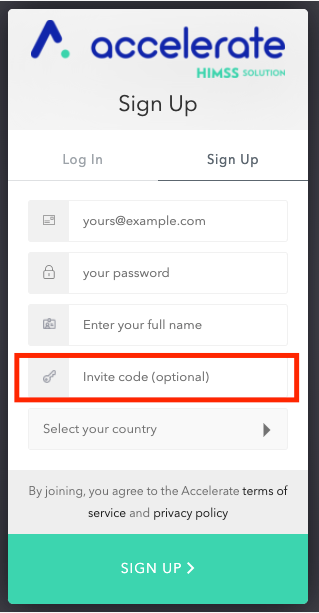 accelerate
HIMSS SOLUTION
Sign Up
Log In
Sign Up
yours@example.com
your password
Enter your full name
Invite code (optional)
Select your country
By joining, you agree to the Accelerate terms of
service and privacy policy
SIGN UP